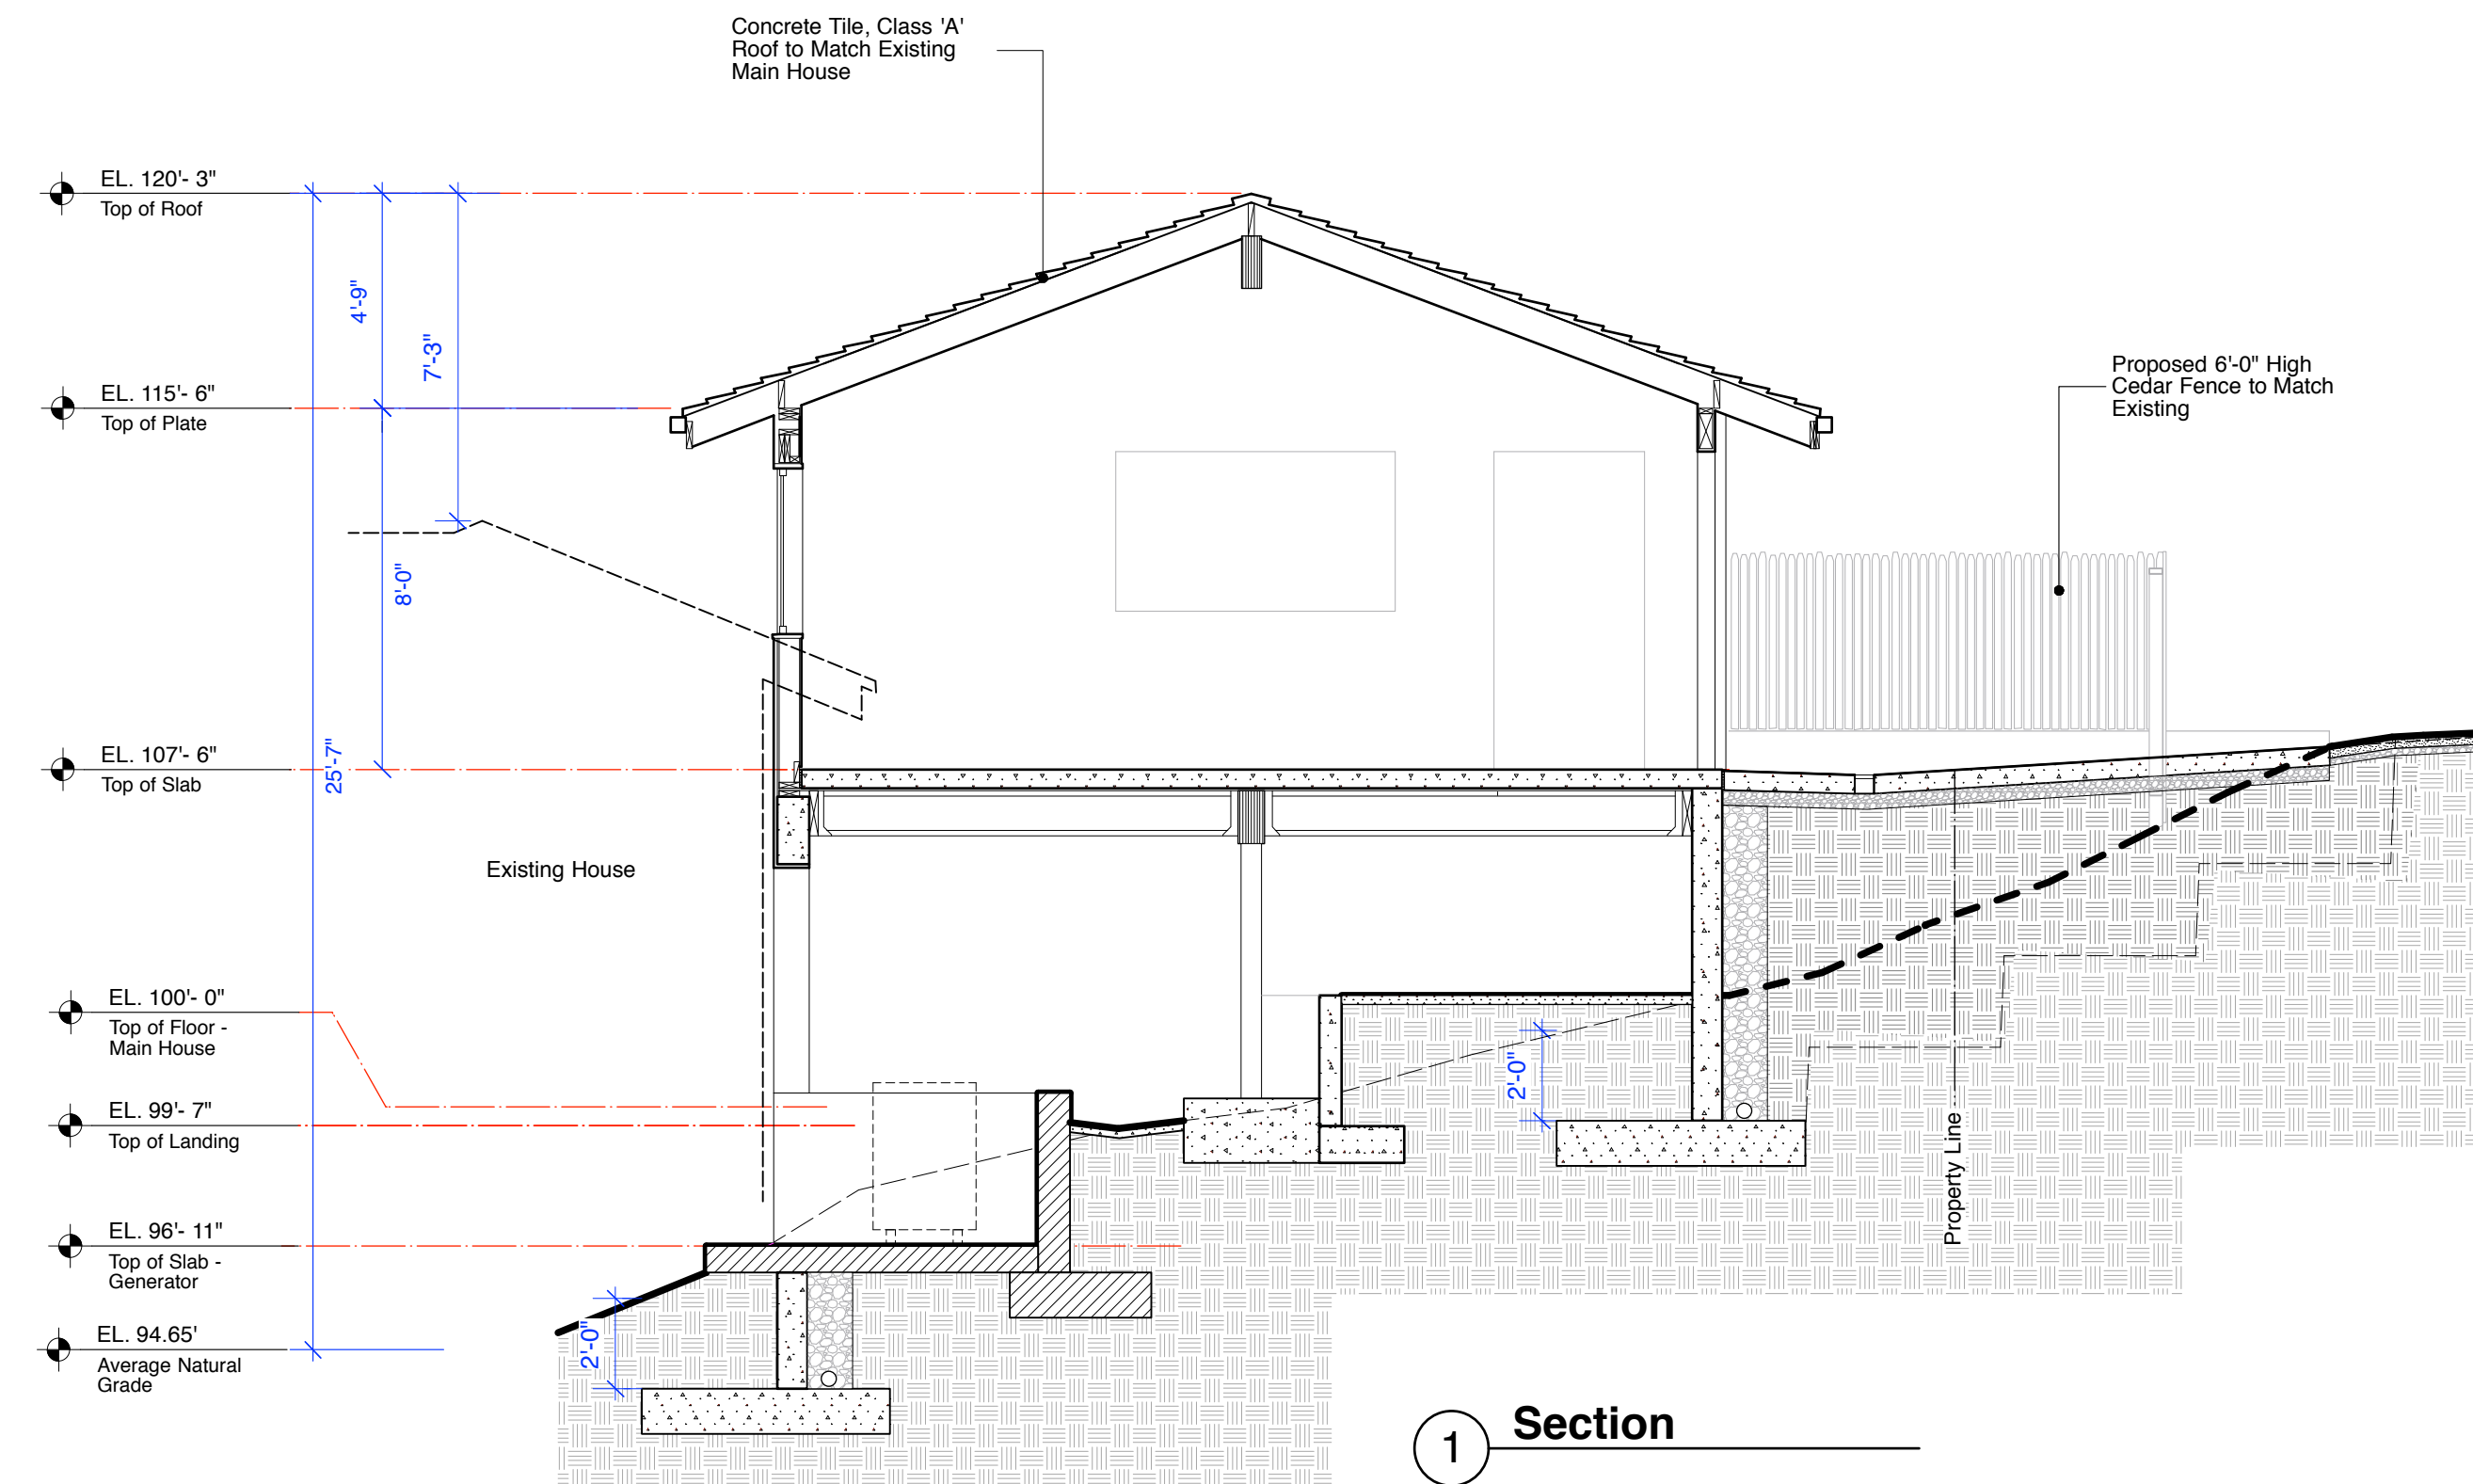 Concrete Tile, Class 'A'
Roof to Match Existing
Main House
EL. 120'- 3"
Top of Roof
4'-9"
7'-3"
Proposed 6'-0" High
Cedar Fence to Match
Existing
EL. 115'- 6"
Top of Plate
8'-0"
EL. 107'- 6"
Top of Slab
25'-7"
Existing House
EL. 100'- 0"
Top of Floor -
Main House
2'-0"
EL. 99'- 7"
Top of Landing
Property Line
EL. 96'- 11"
Top of Slab -
Generator
EL. 94.65'
Average Natural
Grade
2'-0"
1
Section